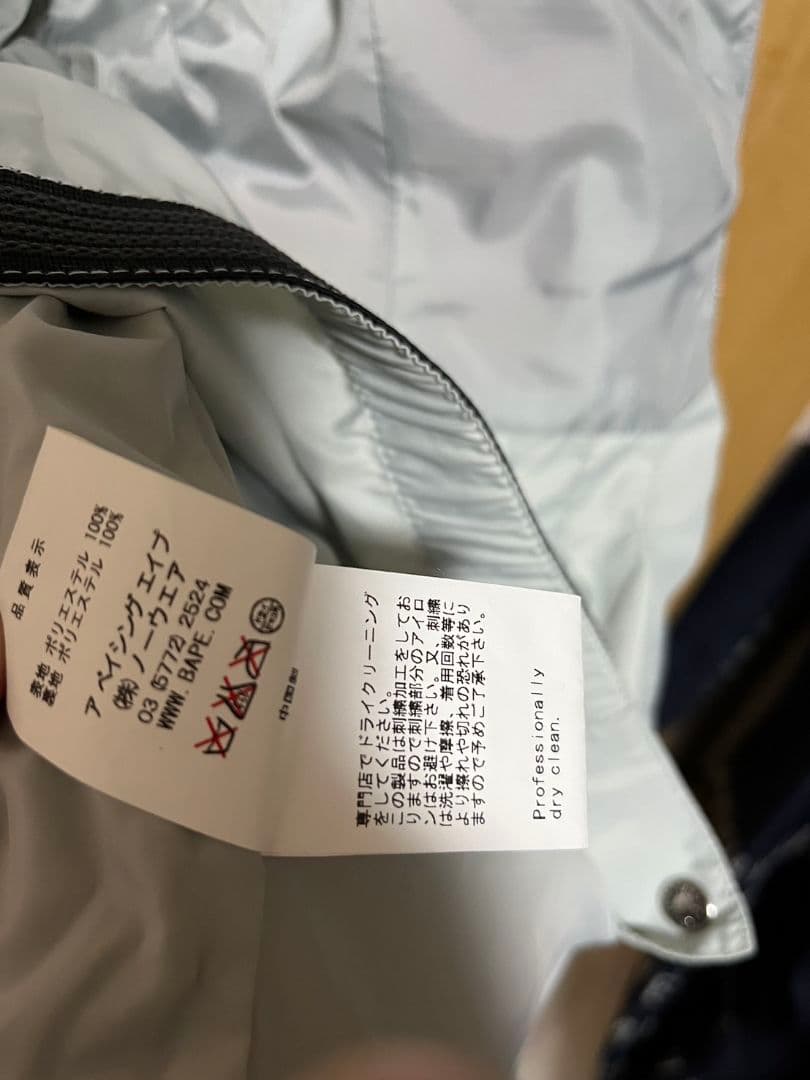 品質表示
表地 ポリエステル 100%
裏地 ポリエステル 100%
ア ベイシング エイプ
(株) ノーウエア
03 (5772) 2524
WWW. BAPE. COM
中国製
専門店でドライクリーニング
をしてください。
この製品は刺繍加工をしてお
りますので刺繍部分のアイロ
ンはお避け下さい。又、刺繍
は洗濯や摩擦、着用回数等に
より擦れや切れの恐れがあり
ますので予めご了承下さい。
Professionally
dry clean.